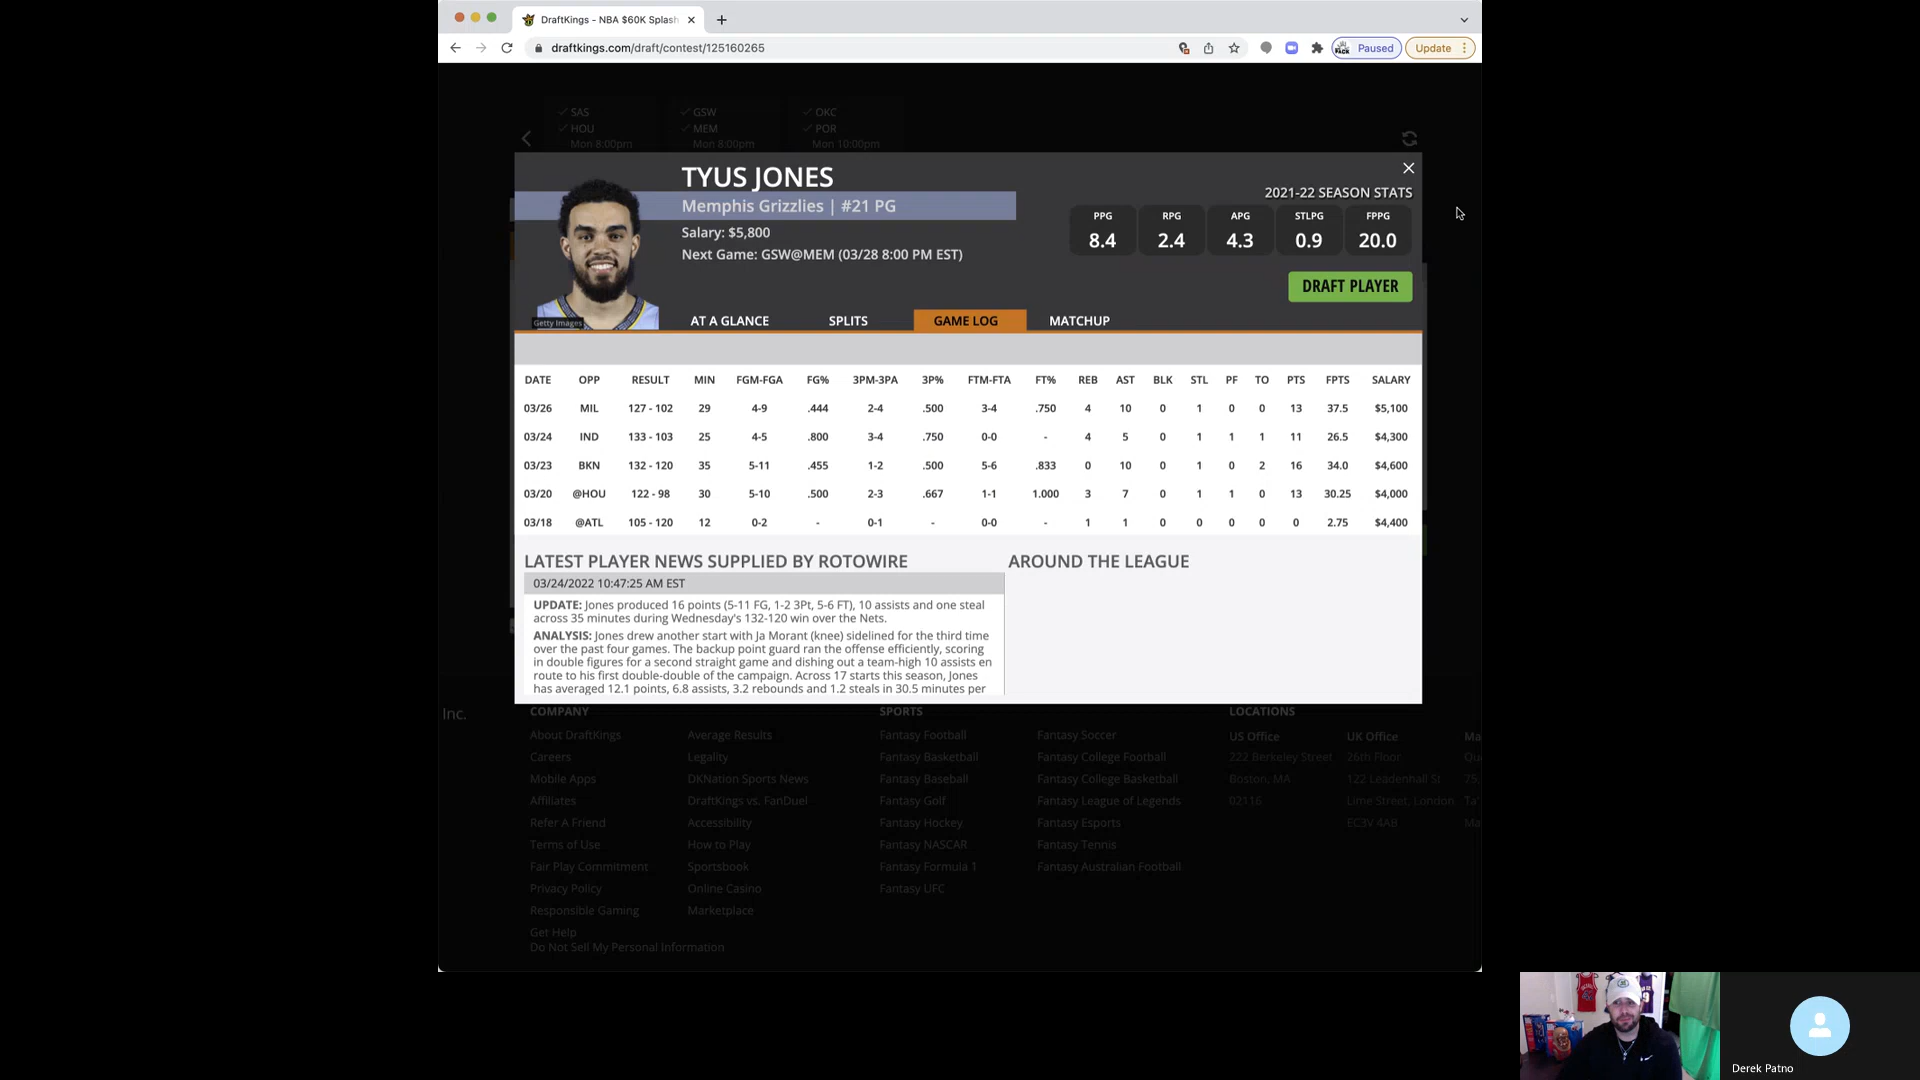 DraftKings - NBA $60K Splash
draftkings.com/draft/contest/125160265
Paused
Update
SAS
HOU
Mon 8:00pm
GSW
MEM
Mon 8:00pm
OKC
POR
Mon 10:00pm
TYUS JONES
Memphis Grizzlies | #21 PG
Salary: $5,800
Next Game: GSW@MEM (03/28 8:00 PM EST)
Getty Images
2021-22 SEASON STATS
PPG RPG APG STLPG FPPG
8.4 2.4 4.3 0.9 20.0
DRAFT PLAYER
AT A GLANCE SPLITS GAME LOG MATCHUP
DATE OPP RESULT MIN FGM-FGA FG% 3PM-3PA 3P% FTM-FTA FT% REB AST BLK STL PF TO PTS FPTS SALARY
03/26 MIL 127 - 102 29 4-9 .444 2-4 .500 3-4 .750 4 10 0 1 0 0 13 37.5 $5,100
03/24 IND 133 - 103 25 4-5 .800 3-4 .750 0-0 - 4 5 0 1 1 1 11 26.5 $4,300
03/23 BKN 132 - 120 35 5-11 .455 1-2 .500 5-6 .833 0 10 0 1 0 2 16 34.0 $4,600
03/20 @HOU 122 - 98 30 5-10 .500 2-3 .667 1-1 1.000 3 7 0 1 1 0 13 30.25 $4,000
03/18 @ATL 105 - 120 12 0-2 - 0-1 - 0-0 - 1 1 0 0 0 0 0 2.75 $4,400
LATEST PLAYER NEWS SUPPLIED BY ROTOWIRE
03/24/2022 10:47:25 AM EST
UPDATE: Jones produced 16 points (5-11 FG, 1-2 3Pt, 5-6 FT), 10 assists and one steal
across 35 minutes during Wednesday's 132-120 win over the Nets.
ANALYSIS: Jones drew another start with Ja Morant (knee) sidelined for the third time
over the past four games. The backup point guard ran the offense efficiently, scoring
in double figures for a second straight game and dishing out a team-high 10 assists en
route to his first double-double of the campaign. Across 17 starts this season, Jones
has averaged 12.1 points, 6.8 assists, 3.2 rebounds and 1.2 steals in 30.5 minutes per
AROUND THE LEAGUE
Inc.
COMPANY
About DraftKings
Careers
Mobile Apps
Affiliates
Refer A Friend
Terms of Use
Fair Play Commitment
Privacy Policy
Responsible Gaming
Get Help
Do Not Sell My Personal Information
Average Results
Legality
DKNation Sports News
DraftKings vs. FanDuel
Accessibility
How to Play
Sportsbook
Online Casino
Marketplace
SPORTS
Fantasy Football
Fantasy Basketball
Fantasy Baseball
Fantasy Golf
Fantasy Hockey
Fantasy NASCAR
Fantasy Formula 1
Fantasy UFC
Fantasy Soccer
Fantasy College Football
Fantasy College Basketball
Fantasy League of Legends
Fantasy Esports
Fantasy Tennis
Fantasy Australian Football
LOCATIONS
US Office
222 Berkeley Street
Boston, MA
02116
UK Office
26th Floor
122 Leadenhall St
Lime Street, London
EC3V 4AB
Derek Patno